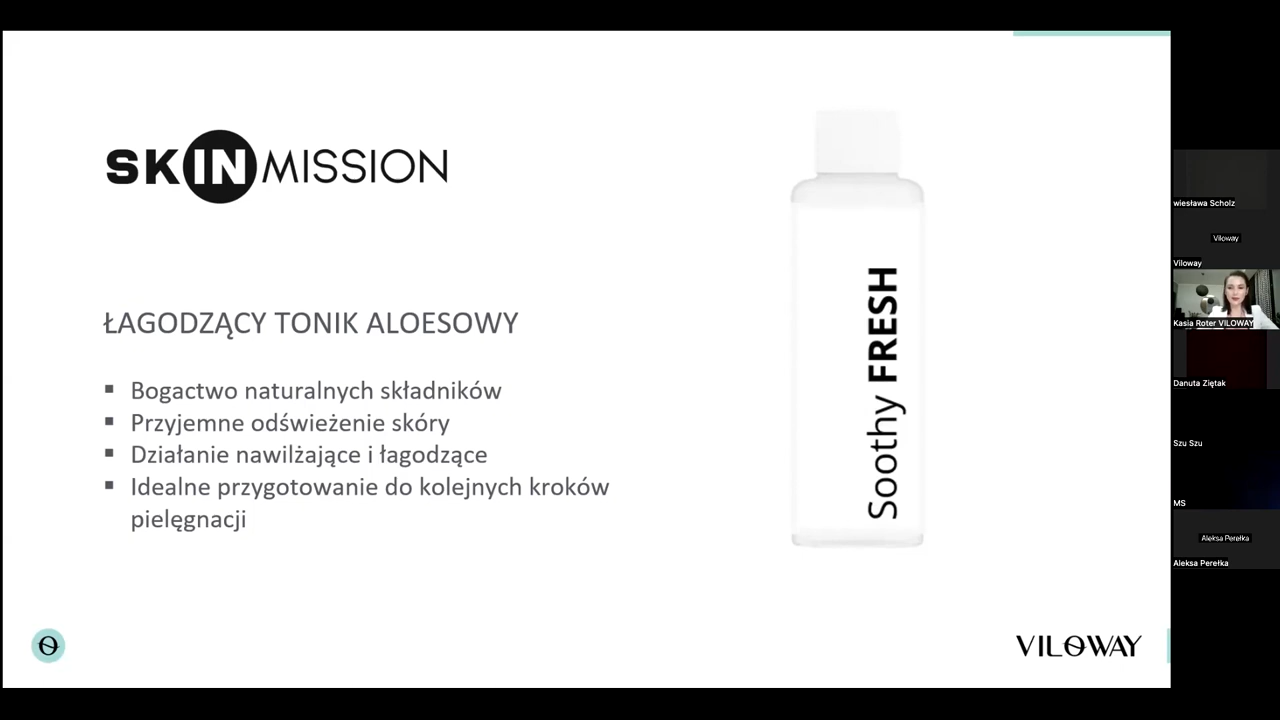 SKINMISSION
ŁAGODZĄCY TONIK ALOESOWY
▪ Bogactwo naturalnych składników
▪ Przyjemne odświeżenie skóry
▪ Działanie nawilżające i łagodzące
▪ Idealne przygotowanie do kolejnych kroków
pielęgnacji
Soothy FRESH
VILOWAY
wiesława Scholz
Viloway
Viloway
Kasia Roter VILOWAY
Danuta Ziętak
Szu Szu
MS
Aleksa Perełka
Aleksa Perełka